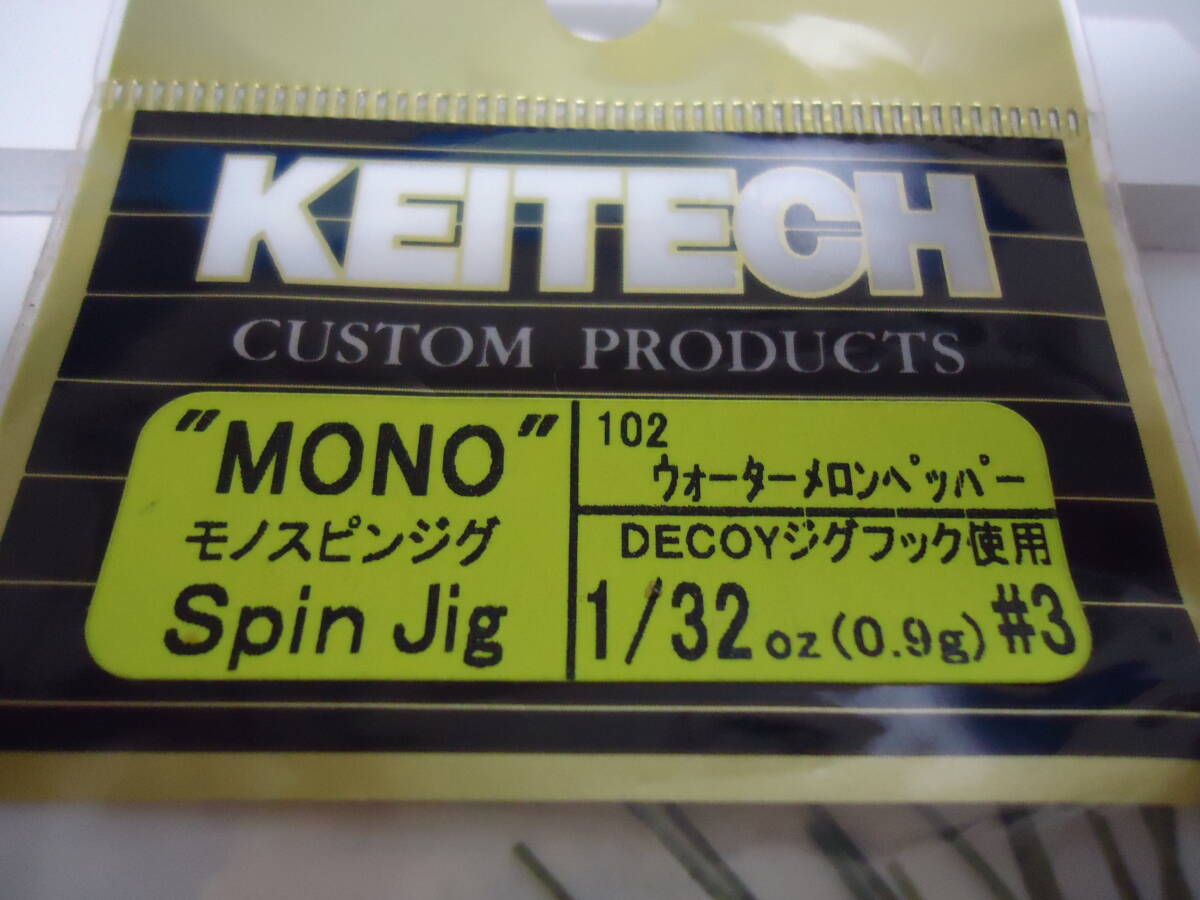 KEITECH
CUSTOM PRODUCTS
"MONO"
モノスピンジグ
Spin Jig
102
ウォーターメロンペッパー
DECOYジグフック使用
1/32oz(0.9g)#3